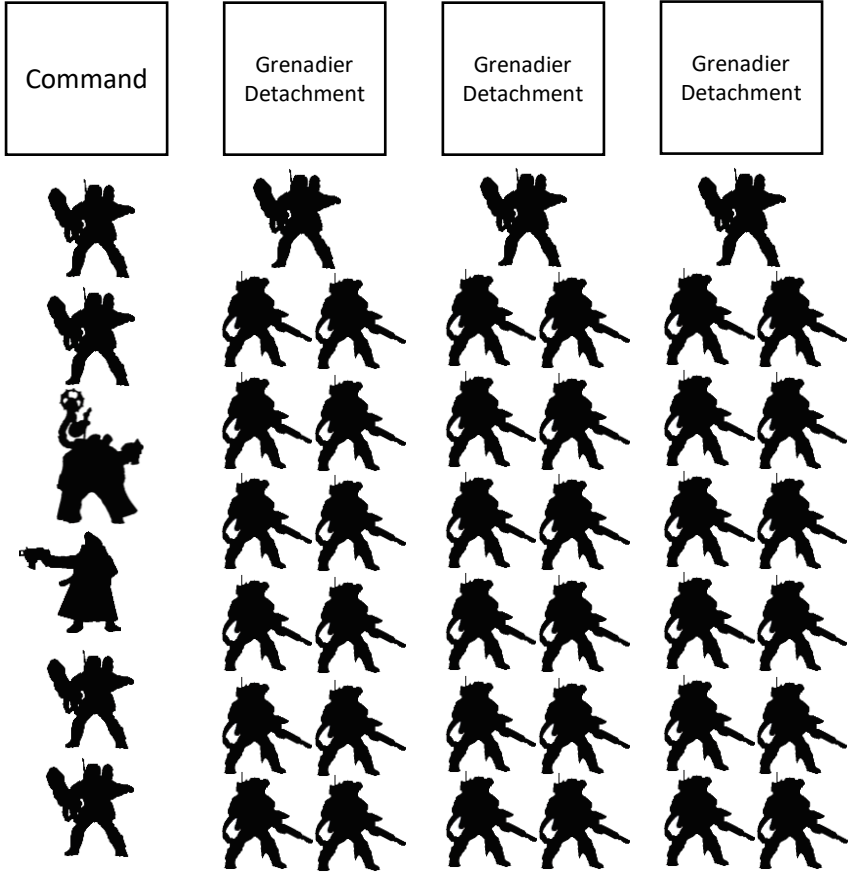 Command
Grenadier
Detachment
Grenadier
Detachment
Grenadier
Detachment